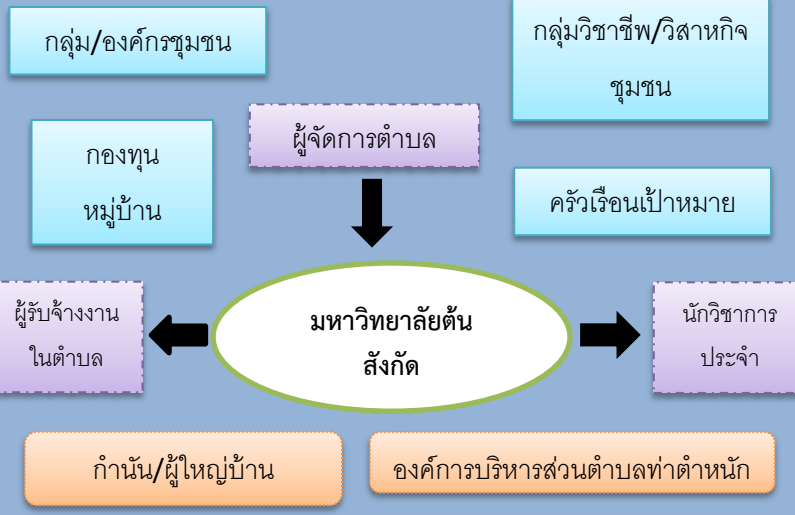 กลุ่ม/องค์กรชุมชน
กลุ่มวิชาชีพ/วิสาหกิจ
ชุมชน
ผู้จัดการตำบล
กองทุน
หมู่บ้าน
ครัวเรือนเป้าหมาย
ผู้รับจ้างงาน
ในตำบล
มหาวิทยาลัยต้น
สังกัด
นักวิชาการ
ประจำ
กำนัน/ผู้ใหญ่บ้าน
องค์การบริหารส่วนตำบลท่าตำหนัก